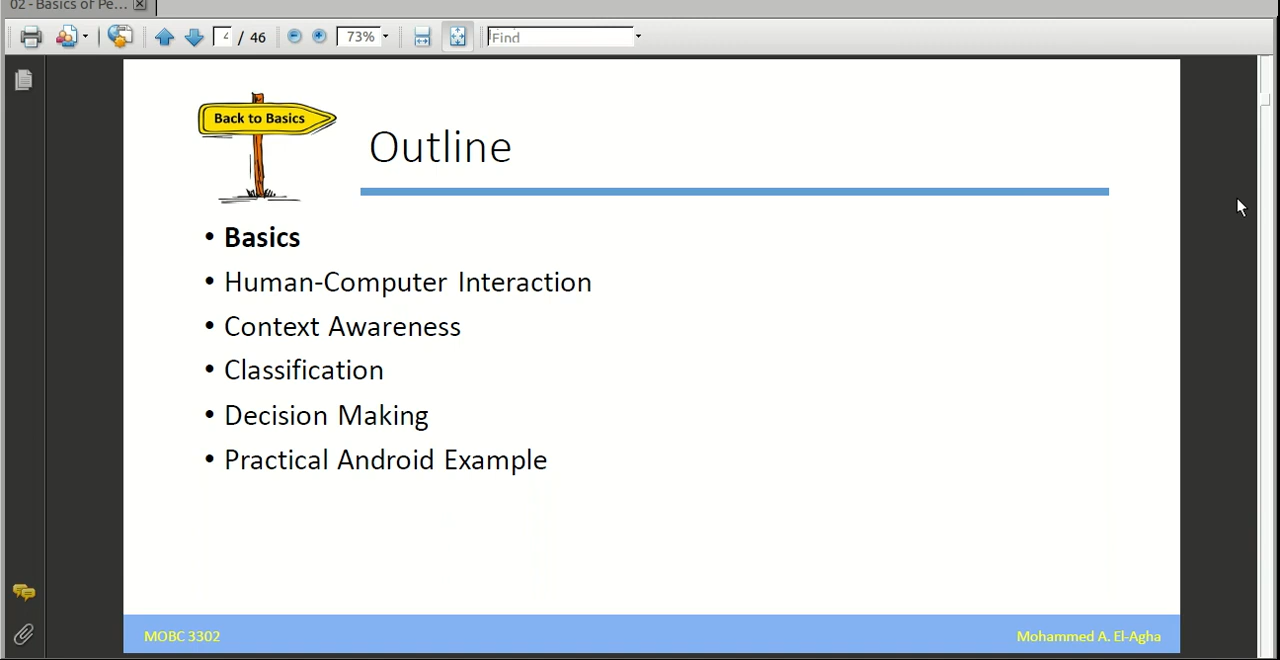 02 - Basics of Pe...
4 / 46
73%
Find
Back to Basics
Outline
• Basics
• Human-Computer Interaction
• Context Awareness
• Classification
• Decision Making
• Practical Android Example
MOBC 3302
Mohammed A. El-Agha